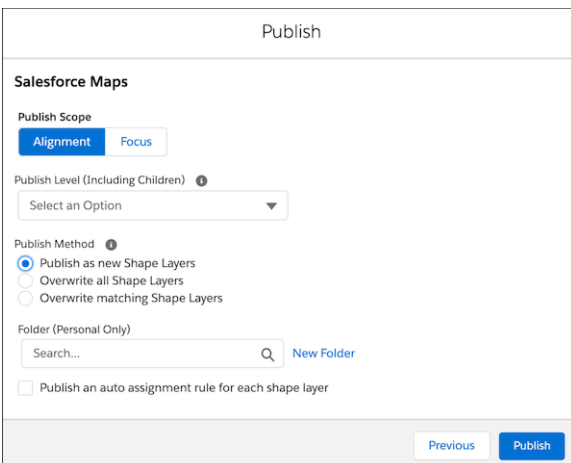 Publish
Salesforce Maps
Publish Scope
Alignment Focus
Publish Level (Including Children)
Select an Option
Publish Method
Publish as new Shape Layers
Overwrite all Shape Layers
Overwrite matching Shape Layers
Folder (Personal Only)
Search... New Folder
Publish an auto assignment rule for each shape layer
Previous Publish